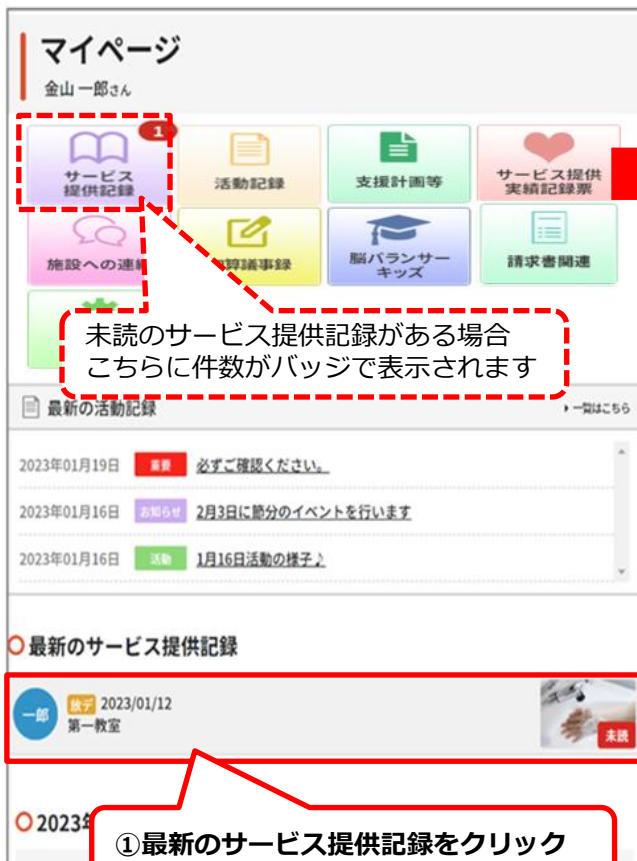 マイページ
金山 一郎さん
1
サービス
提供記録
活動記録
支援計画等
サービス提供
実績記録票
施設への連
算議事録
脳バランサー
キッズ
請求書関連
未読のサービス提供記録がある場合
こちらに件数がバッジで表示されます
最新の活動記録
一覧はこちら
2023年01月19日 重要 必ずご確認ください。
2023年01月16日 お知らせ 2月3日に節分のイベントを行います
2023年01月16日 活動 1月16日活動の様子♪
最新のサービス提供記録
一郎
放デ 2023/01/12
第一教室
未読
2023年
①最新のサービス提供記録をクリック